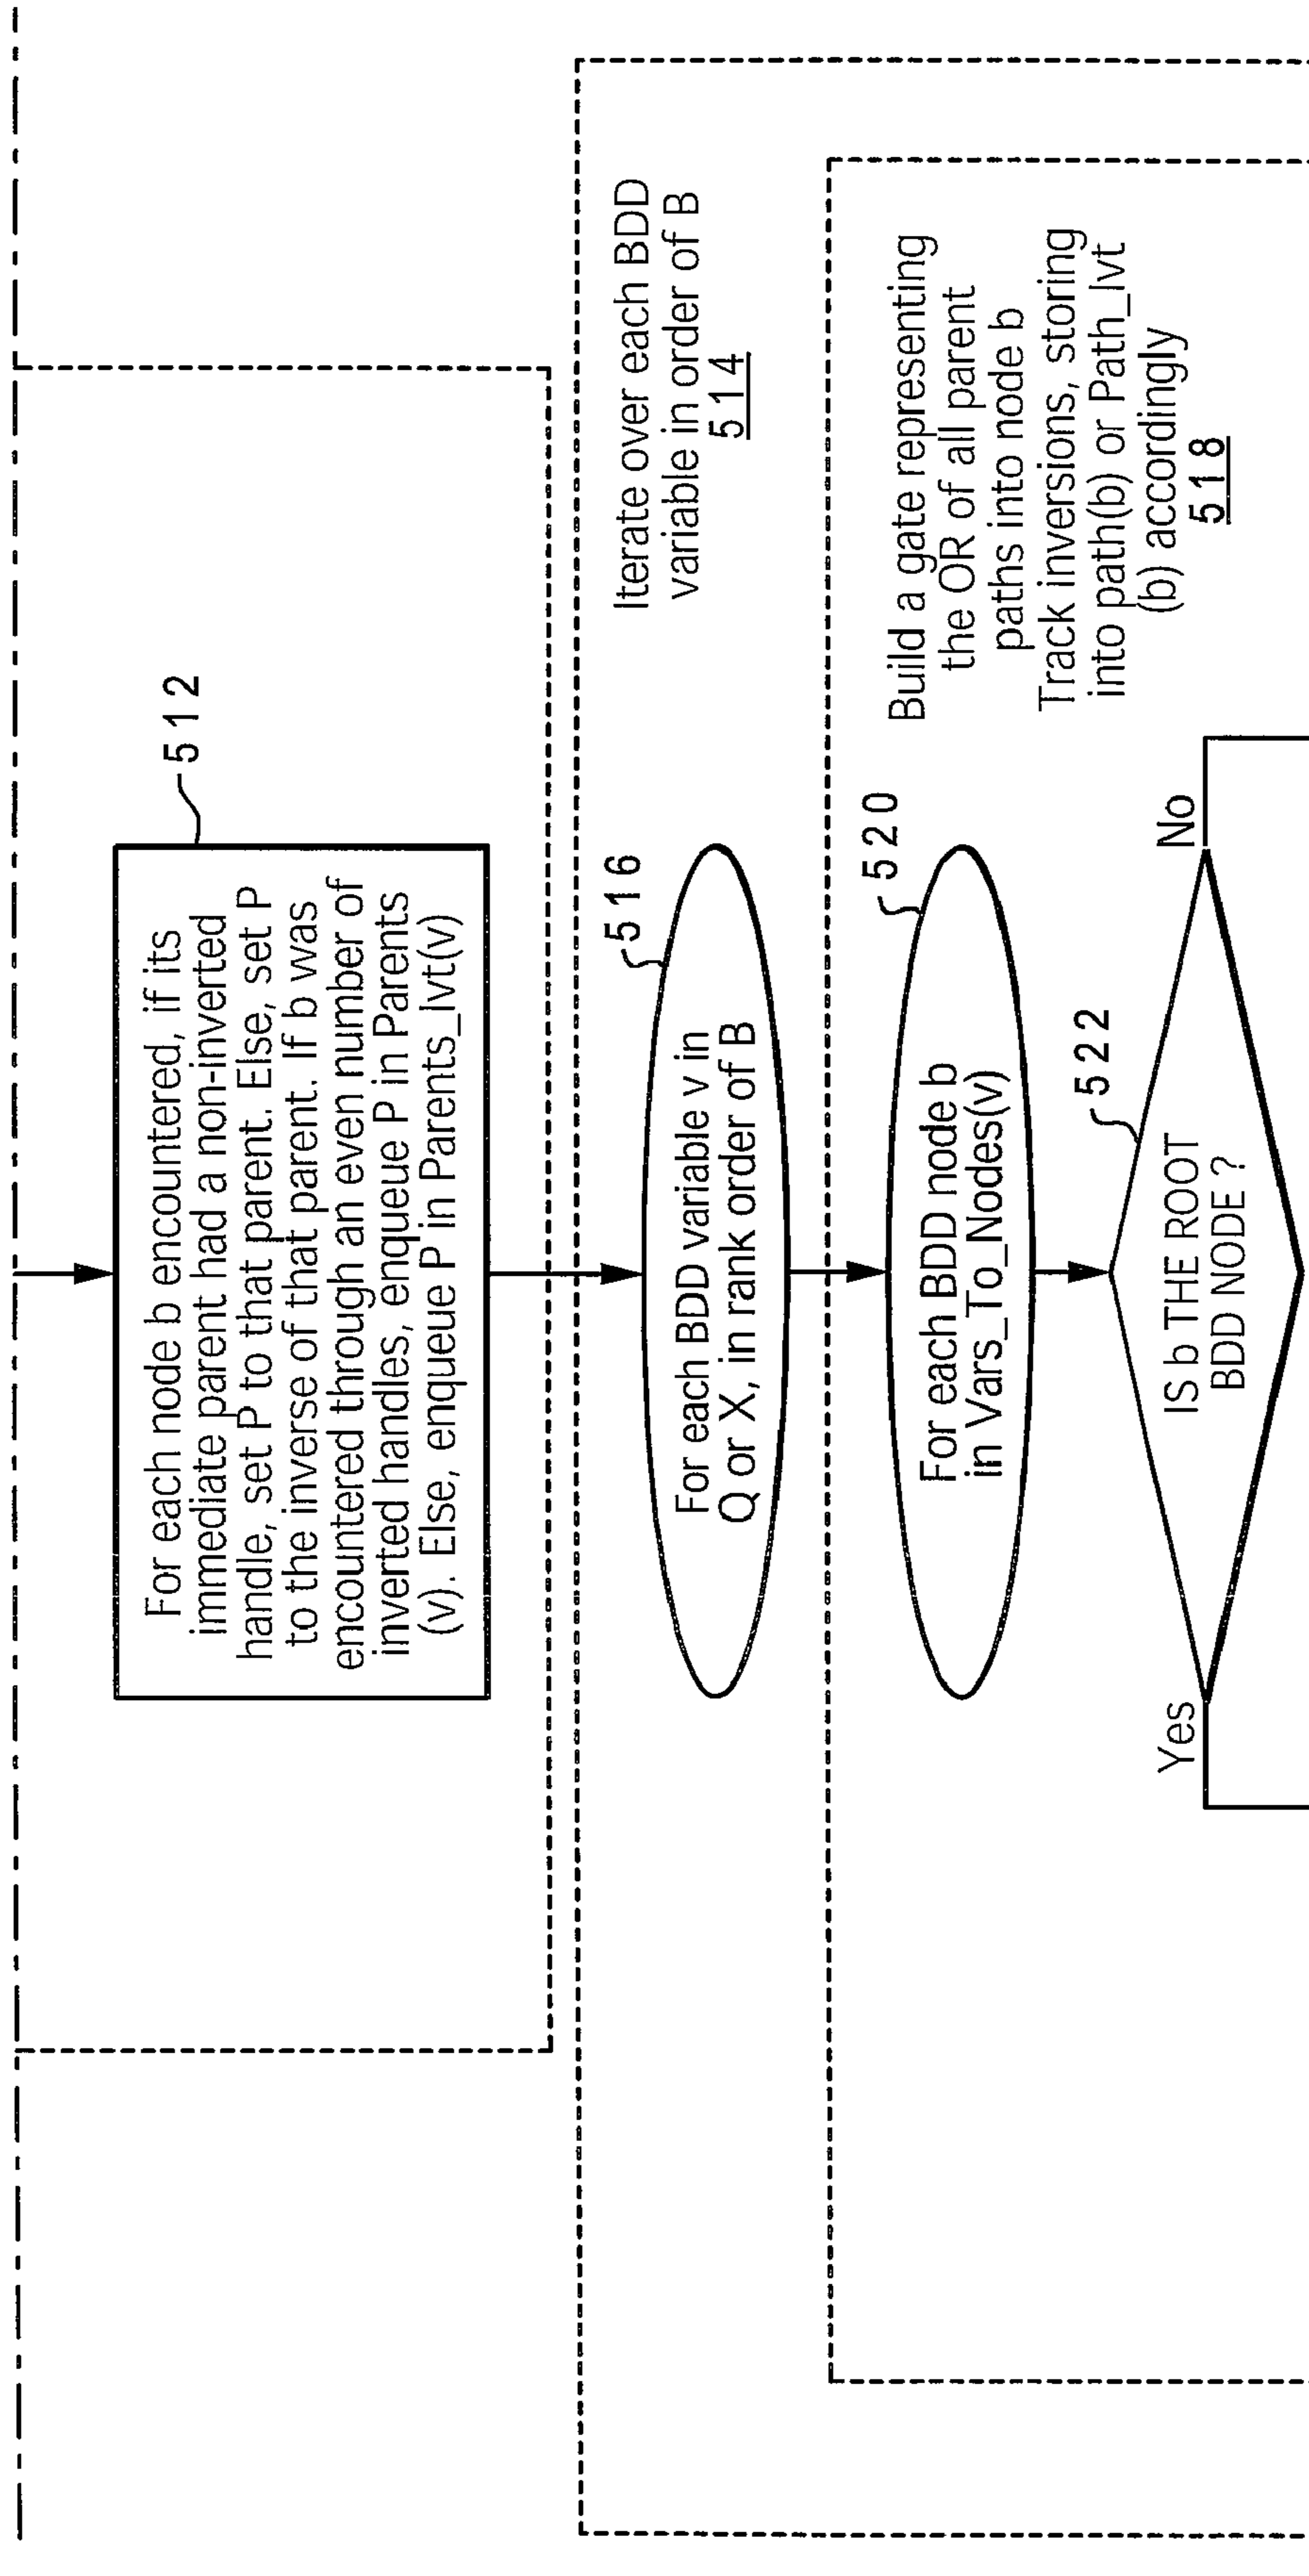 512
For each node b encountered, if its
immediate parent had a non-inverted
handle, set P to that parent. Else, set P
to the inverse of that parent. If b was
encountered through an even number of
inverted handles, enqueue P in Parents
(v). Else, enqueue P in Parents_Ivt(v)
Iterate over each BDD
variable in order of B
514
516
For each BDD variable v in
Q or X, in rank order of B
Build a gate representing
the OR of all parent
paths into node b
Track inversions, storing
into path(b) or Path_Ivt
(b) accordingly
518
520
For each BDD node b
in Vars_To_Nodes(v)
522
IS b THE ROOT
BDD NODE ?
Yes
No